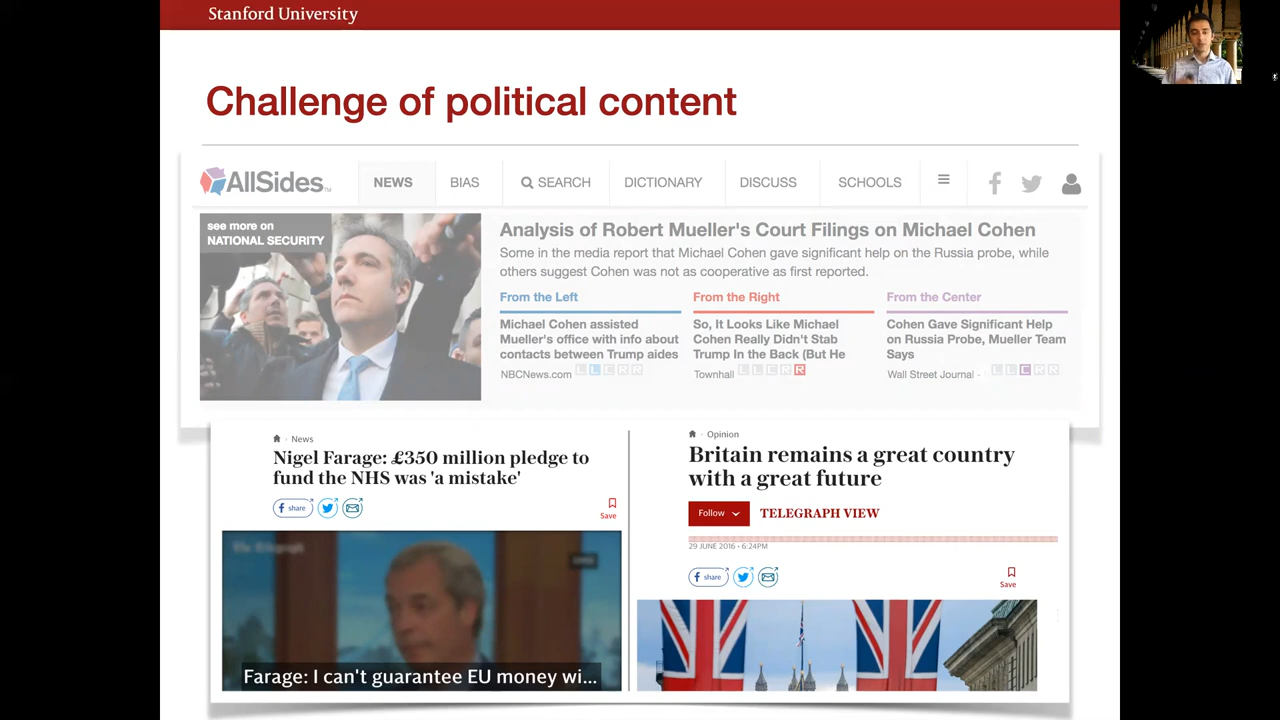 Stanford University
Challenge of political content
AllSides™
NEWS
BIAS
SEARCH
DICTIONARY
DISCUSS
SCHOOLS
see more on
NATIONAL SECURITY
Analysis of Robert Mueller's Court Filings on Michael Cohen
Some in the media report that Michael Cohen gave significant help on the Russia probe, while
others suggest Cohen was not as cooperative as first reported.
From the Left
Michael Cohen assisted
Mueller's office with info about
contacts between Trump aides
NBCNews.com L L C R R
From the Right
So, It Looks Like Michael
Cohen Really Didn't Stab
Trump In the Back (But He
Townhall L L C R R
From the Center
Cohen Gave Significant Help
on Russia Probe, Mueller Team
Says
Wall Street Journal - L L C R R
News
Nigel Farage: £350 million pledge to
fund the NHS was 'a mistake'
share
Save
The Telegraph
Farage: I can't guarantee EU money wi...
Opinion
Britain remains a great country
with a great future
Follow
TELEGRAPH VIEW
29 JUNE 2016 • 6:24PM
share
Save